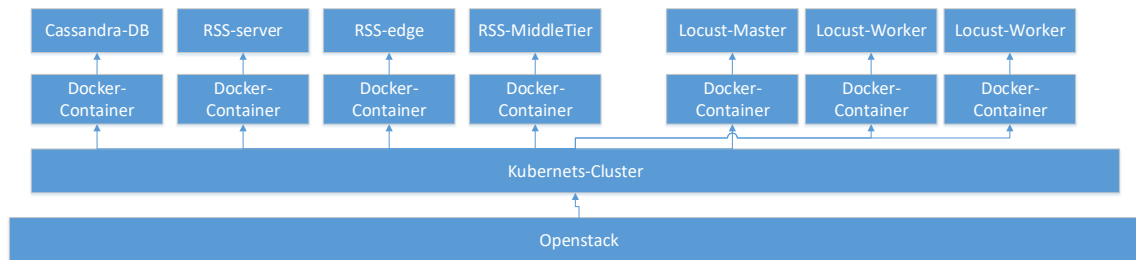 Cassandra-DB
RSS-server
RSS-edge
RSS-MiddleTier
Locust-Master
Locust-Worker
Locust-Worker
Docker-
Container
Docker-
Container
Docker-
Container
Docker-
Container
Docker-
Container
Docker-
Container
Docker-
Container
Kubernets-Cluster
Openstack